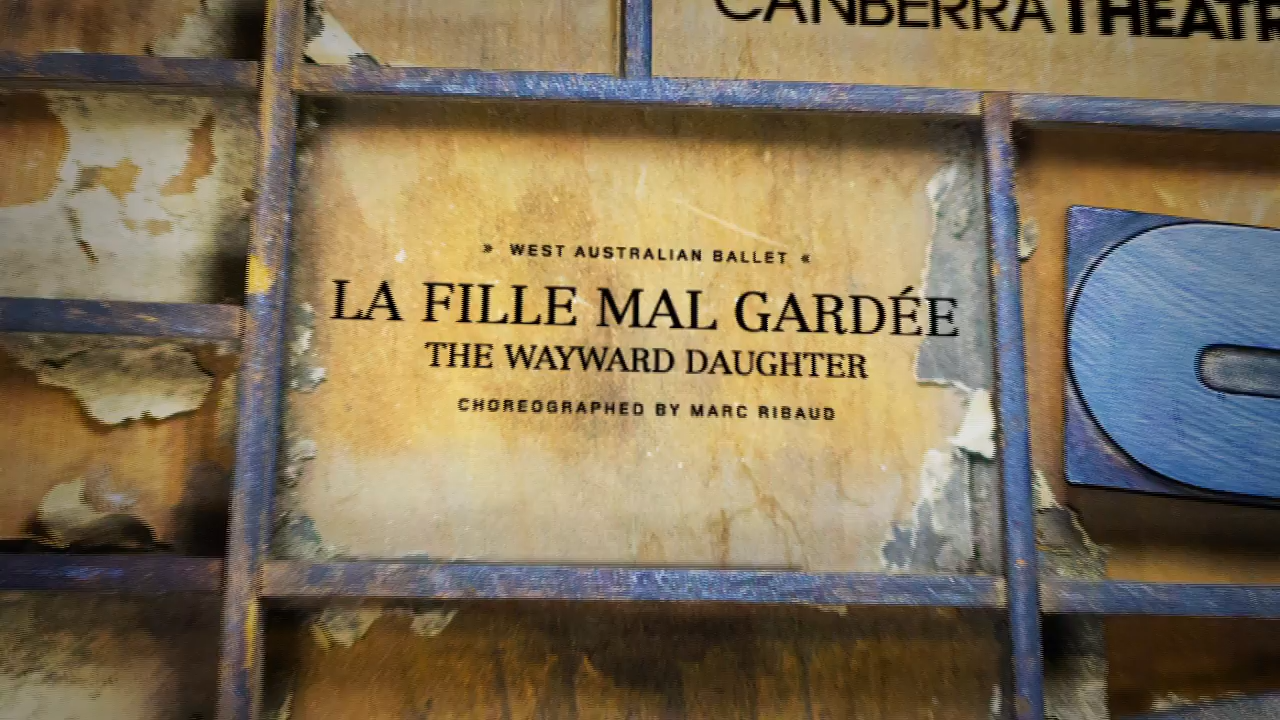 CANBERRA THEATR
» WEST AUSTRALIAN BALLET «
LA FILLE MAL GARDÉE
THE WAYWARD DAUGHTER
CHOREOGRAPHED BY MARC RIBAUD